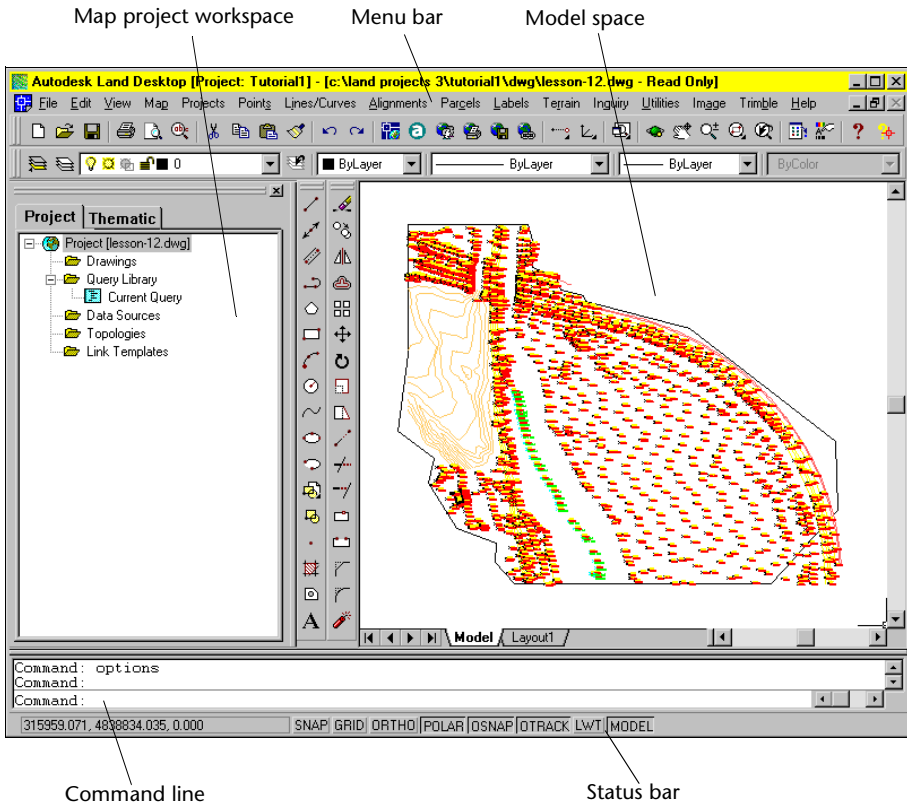 Map project workspace
Menu bar
Model space
Autodesk Land Desktop [Project: Tutorial1] - [c:\land projects 3\tutorial1\dwg\lesson-12.dwg - Read Only]
File Edit View Map Projects Points Lines/Curves Alignments Parcels Labels Terrain Inquiry Utilities Image Trimble Help
0 ByLayer ByLayer ByLayer ByColor
Project Thematic
Project [lesson-12.dwg]
Drawings
Query Library
Current Query
Data Sources
Topologies
Link Templates
A
Model Layout1
Command: options
Command:
Command:
315959.071, 4838834.035, 0.000 SNAP GRID ORTHO POLAR OSNAP OTRACK LWT MODEL
Command line
Status bar